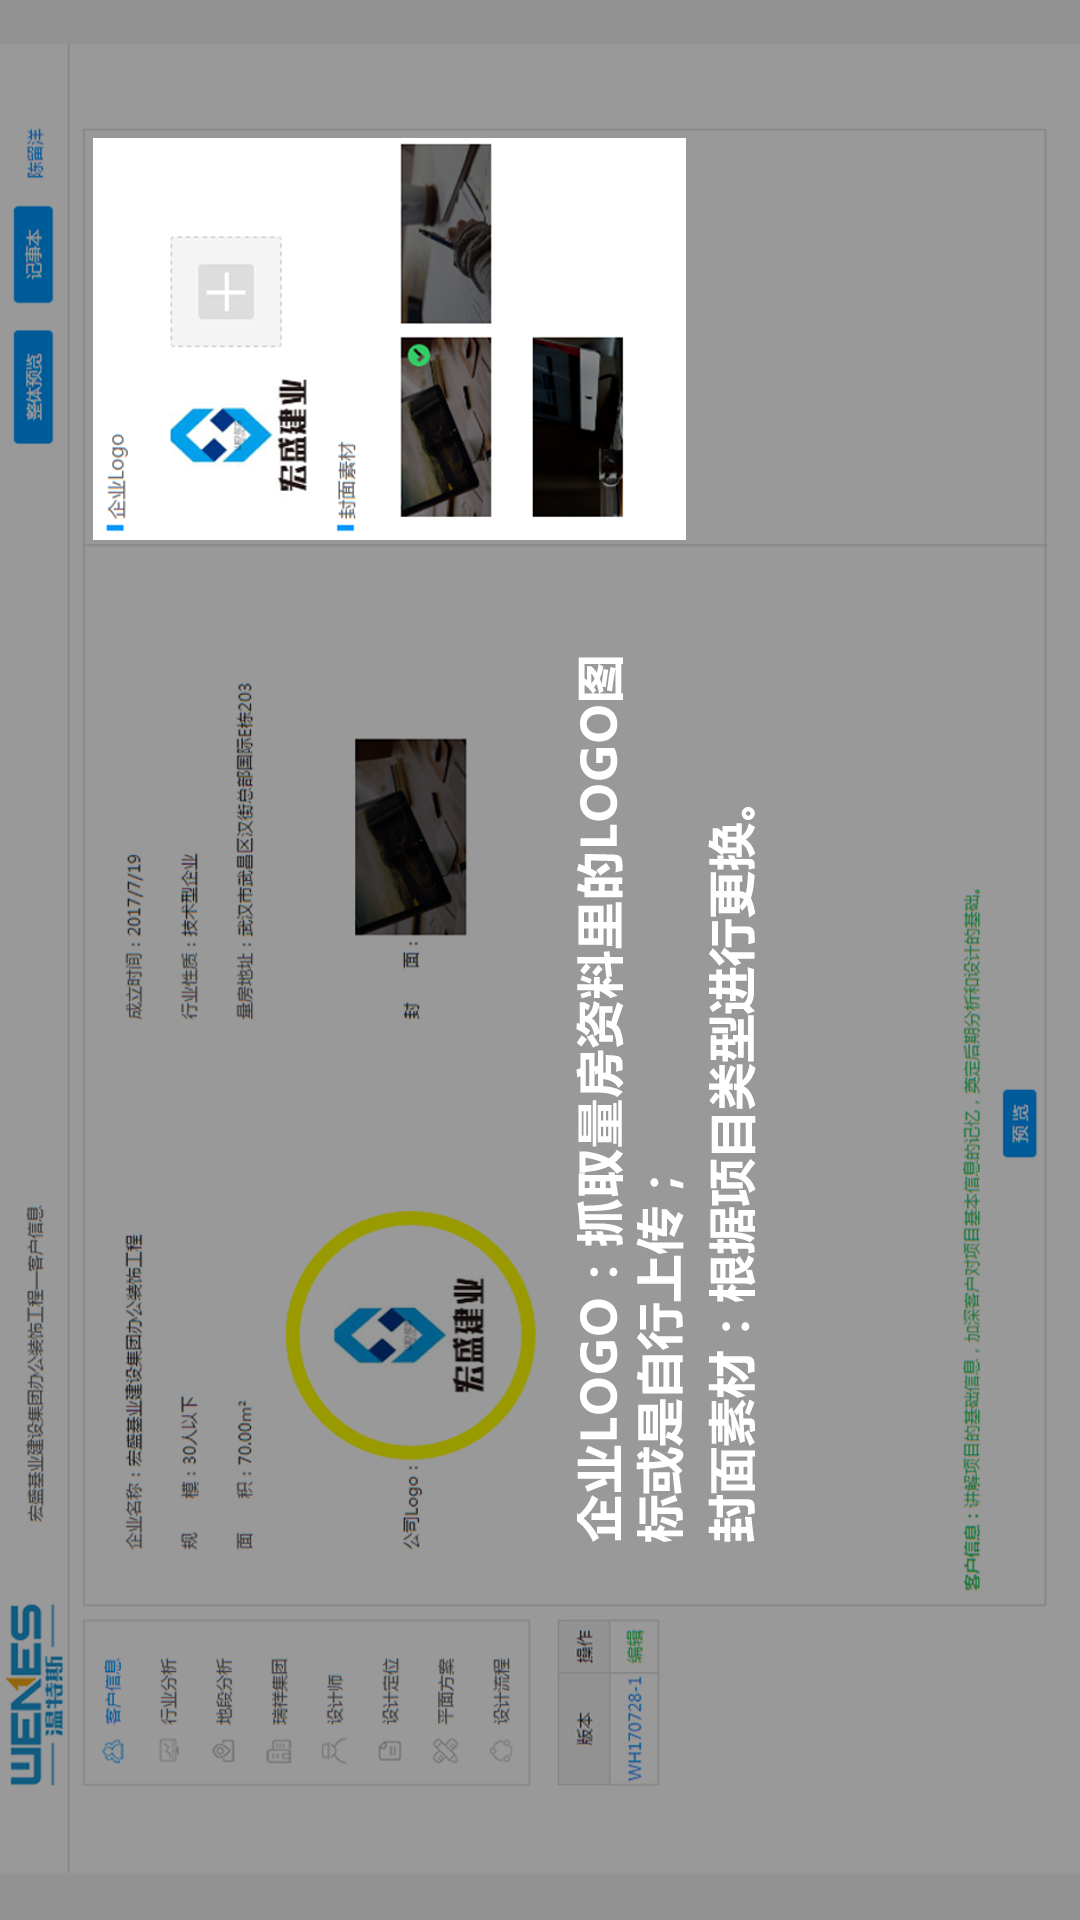 WENES
温特斯
宏盛基业建设集团办公装饰工程—客户信息
整体预览
记事本
陈留洋
客户信息
行业分析
地段分析
瑞祥集团
设计师
设计定位
平面方案
设计流程
版本 操作
WH170728-1 编辑
企业名称：宏盛基业建设集团办公装饰工程
成立时间：2017/7/19
规 模：30人以下
行业性质：技术型企业
面 积：70.00m²
量房地址：武汉市武昌区汉街总部国际E栋203
公司Logo：
宏盛建业
封 面：
企业Logo
宏盛建业
封面素材
企业LOGO：抓取量房资料里的LOGO图
标或是自行上传；
封面素材：根据项目类型进行更换。
客户信息：讲解项目的基础信息，加深客户对项目基本信息的记忆，奠定后期分析和设计的基础。
预 览